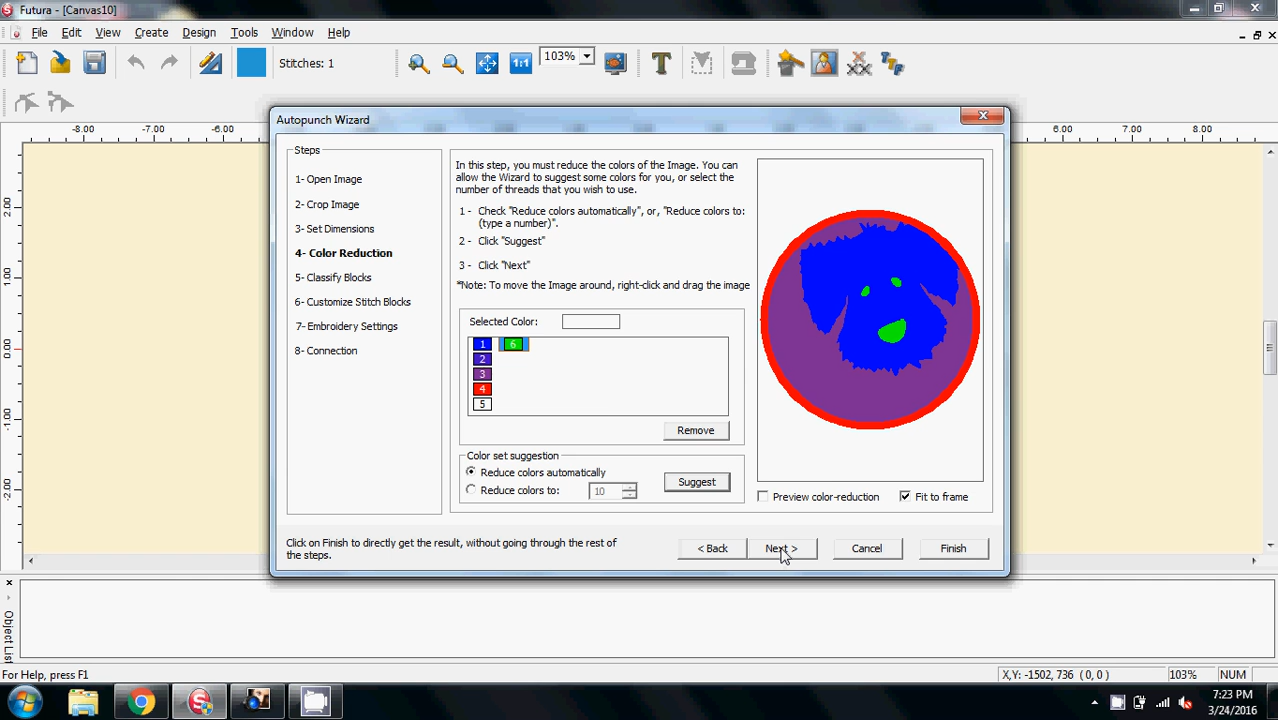 Futura - [Canvas10]
File Edit View Create Design Tools Window Help
Stitches: 1
103%
1:1
T
-8.00 -7.00 -6.00 6.00 7.00 8.00
2.00
1.00
0.00
-1.00
-2.00
Autopunch Wizard
Steps
1- Open Image
2- Crop Image
3- Set Dimensions
4- Color Reduction
5- Classify Blocks
6- Customize Stitch Blocks
7- Embroidery Settings
8- Connection
In this step, you must reduce the colors of the Image. You can
allow the Wizard to suggest some colors for you, or select the
number of threads that you wish to use.
1 - Check "Reduce colors automatically", or, "Reduce colors to:
(type a number)".
2 - Click "Suggest"
3 - Click "Next"
*Note: To move the Image around, right-click and drag the image
Selected Color:
1 6
2
3
4
5
Remove
Color set suggestion
Reduce colors automatically
Reduce colors to: 10
Suggest
Preview color-reduction Fit to frame
Click on Finish to directly get the result, without going through the rest of
the steps.
< Back Next > Cancel Finish
Object List
For Help, press F1
X,Y: -1502, 736 ( 0, 0 ) 103% NUM
7:23 PM
3/24/2016